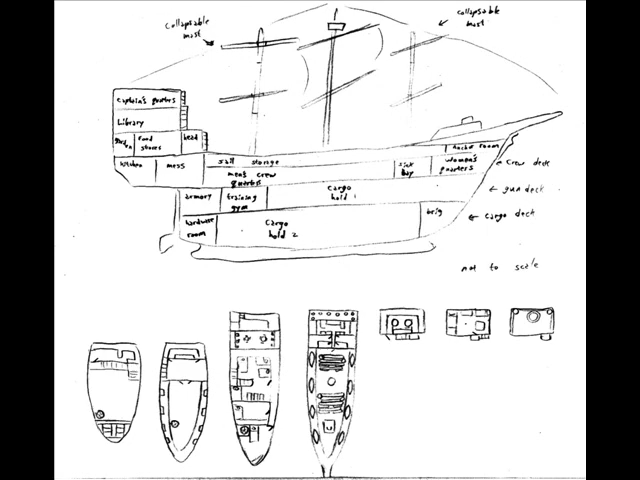 collapsable
mast
collapsable
mast
captain's quarters
Library
food
stores
head
kitchen
mess
sail storage
men's crew
quarters
sick
bay
anchor room
women's
quarters
crew deck
armory
training
gym
Cargo
hold 1
gun deck
hardware
room
Cargo
hold 2
brig
cargo deck
not to scale